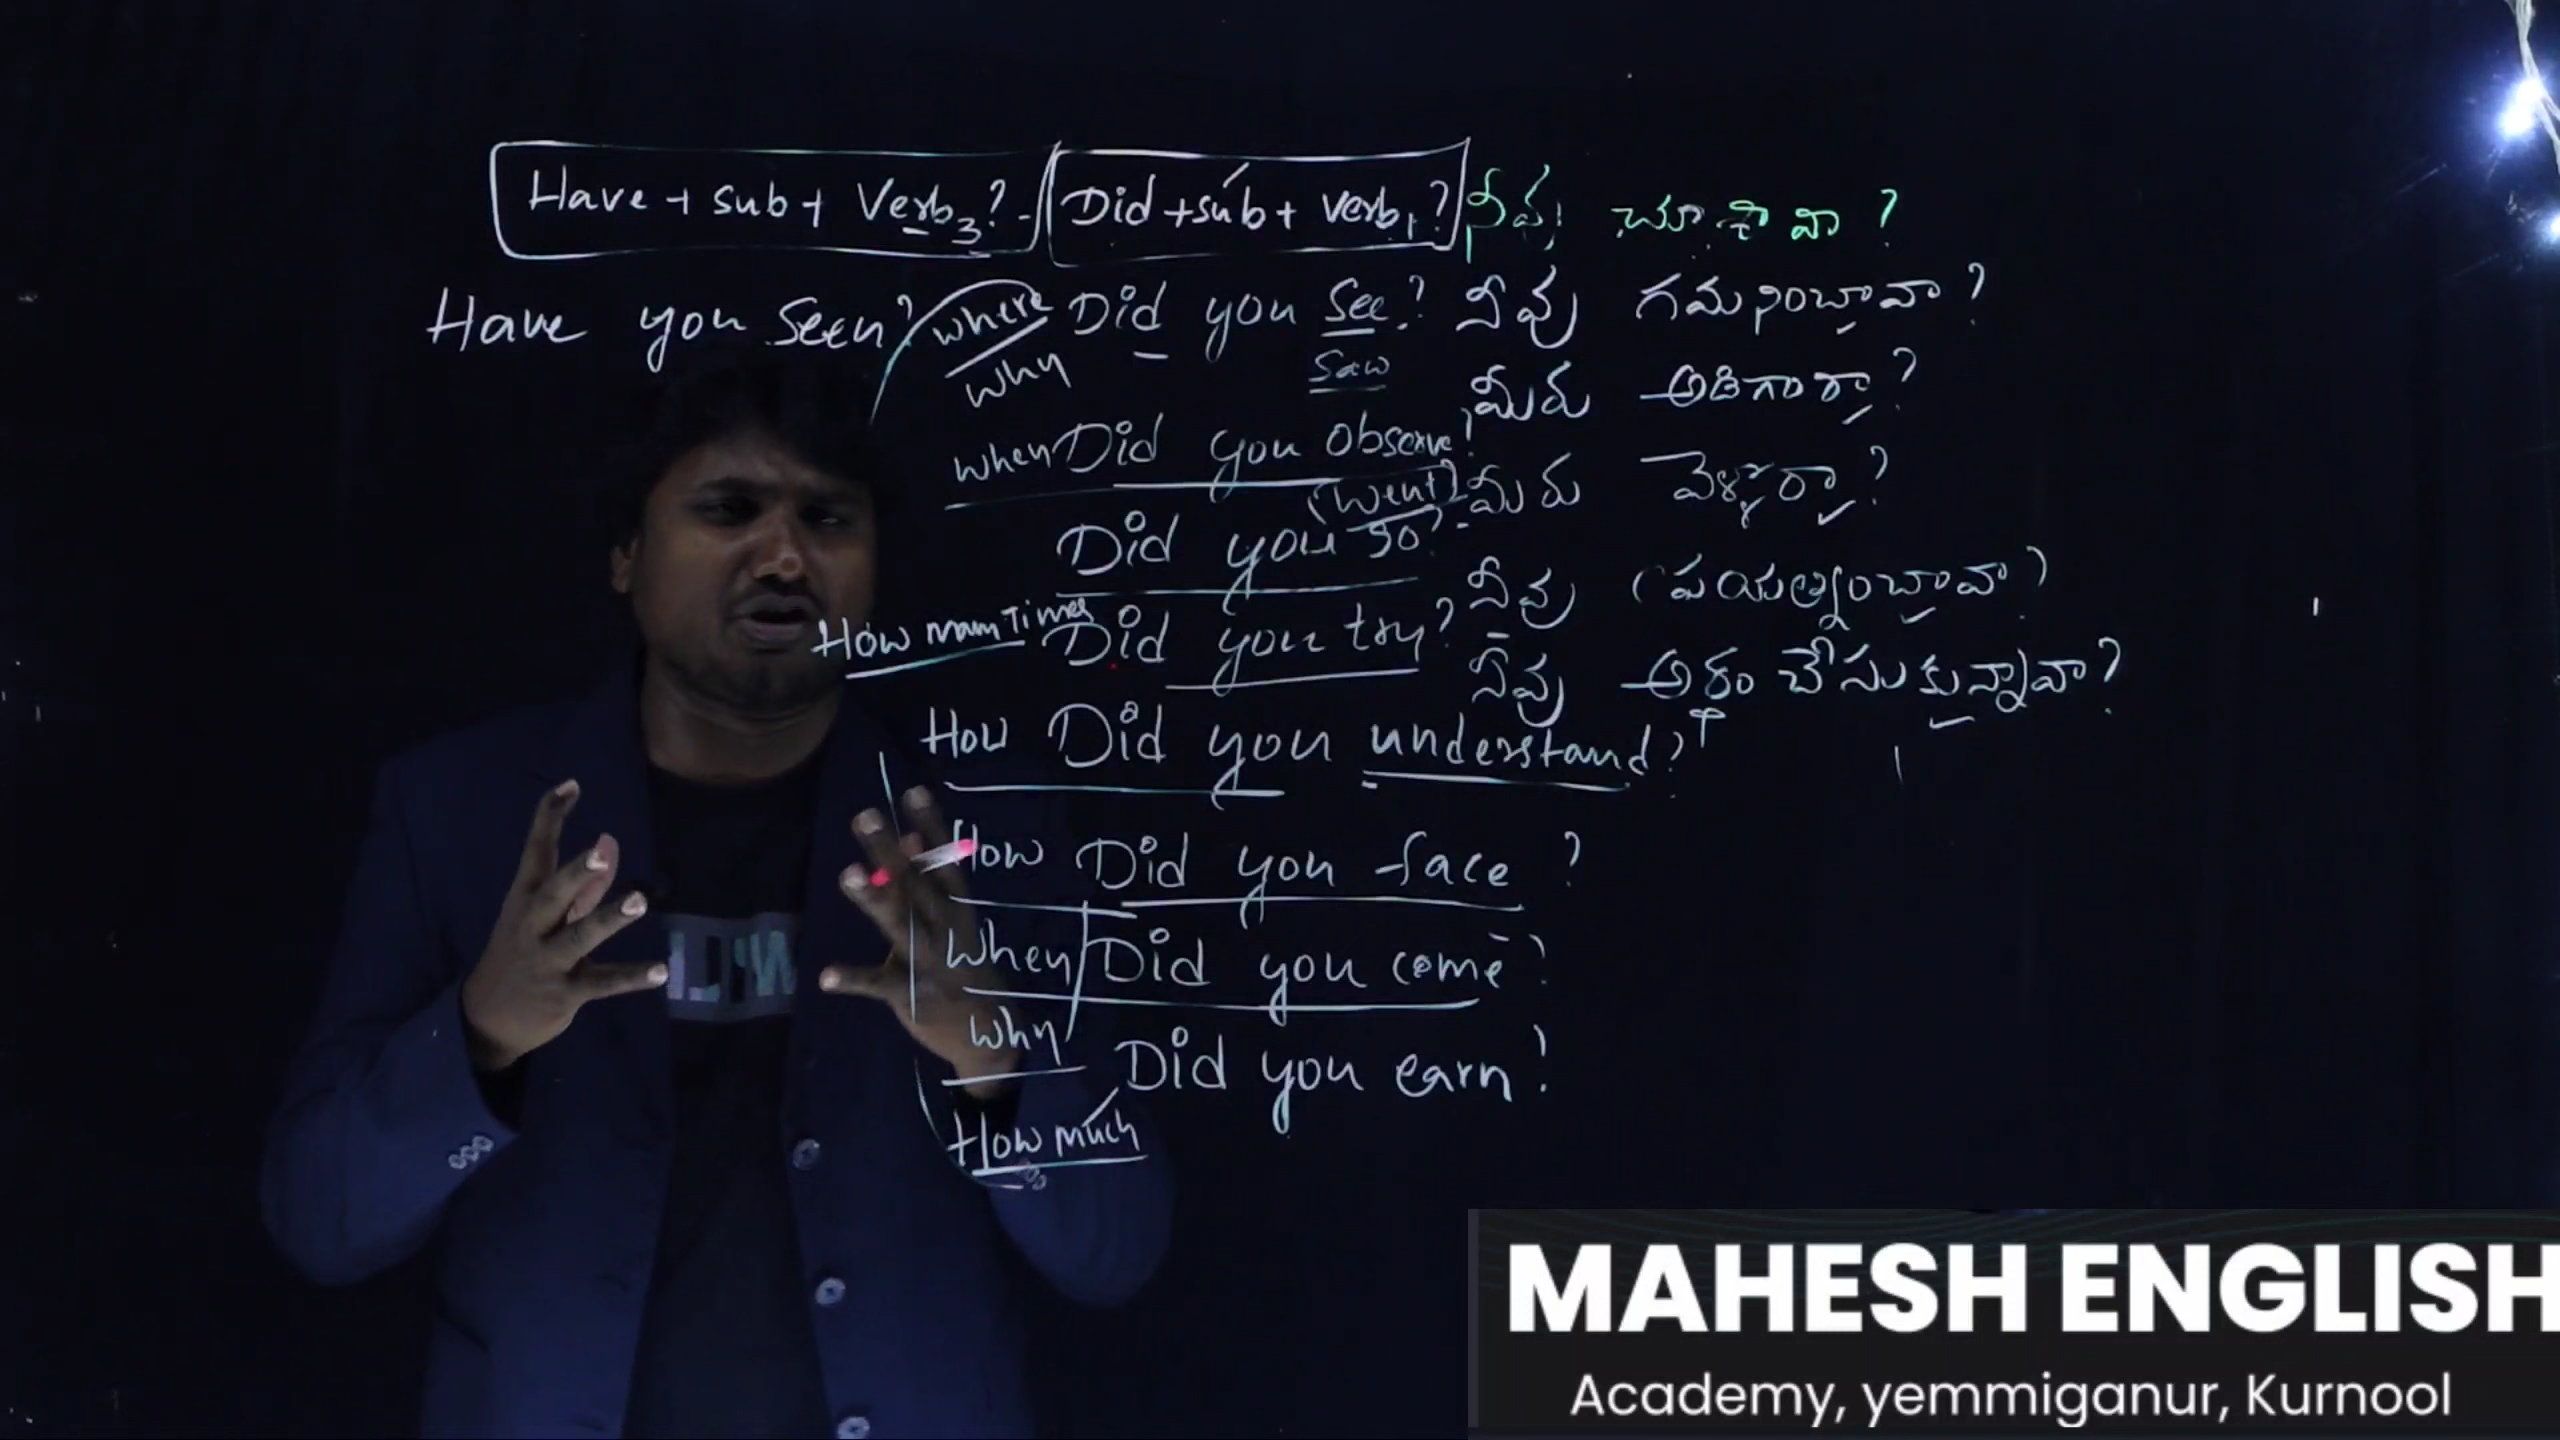 Have + sub + Verb3? - Did + sub + verb1? నీవు చూశావా?
Have you seen? where Did you see? నీవు గమనించావా?
why saw మీరు అడిగారా?
when Did you observe?
(went) మీరు వెళ్ళారా?
Did you go?
నీవు ప్రయత్నించావా?
How many Times Did you try?
నీవు అర్థం చేసుకున్నావా?
How Did you understand?
How Did you face ?
When Did you come?
Why
Did you earn?
How much
MAHESH ENGLISH
Academy, yemmiganur, Kurnool